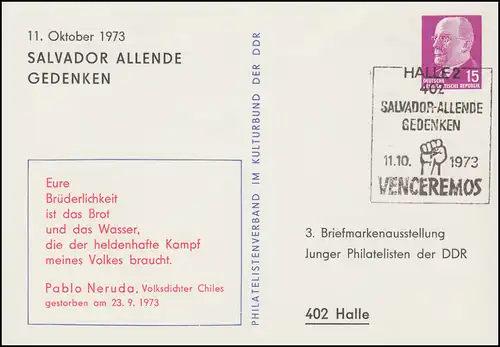 11. Oktober 1973
SALVADOR ALLENDE
GEDENKEN
Eure
Brüderlichkeit
ist das Brot
und das Wasser,
die der heldenhafte Kampf
meines Volkes braucht.
Pablo Neruda, Volksdichter Chiles
gestorben am 23. 9. 1973
PHILATELISTENVERBAND IM KULTURBUND DER DDR
15
DEUTSCHE
DEMOKRATISCHE REPUBLIK
HALLE 2
402
SALVADOR-ALLENDE
GEDENKEN
11.10. 1973
VENCEREMOS
3. Briefmarkenausstellung
Junger Philatelisten der DDR
402 Halle